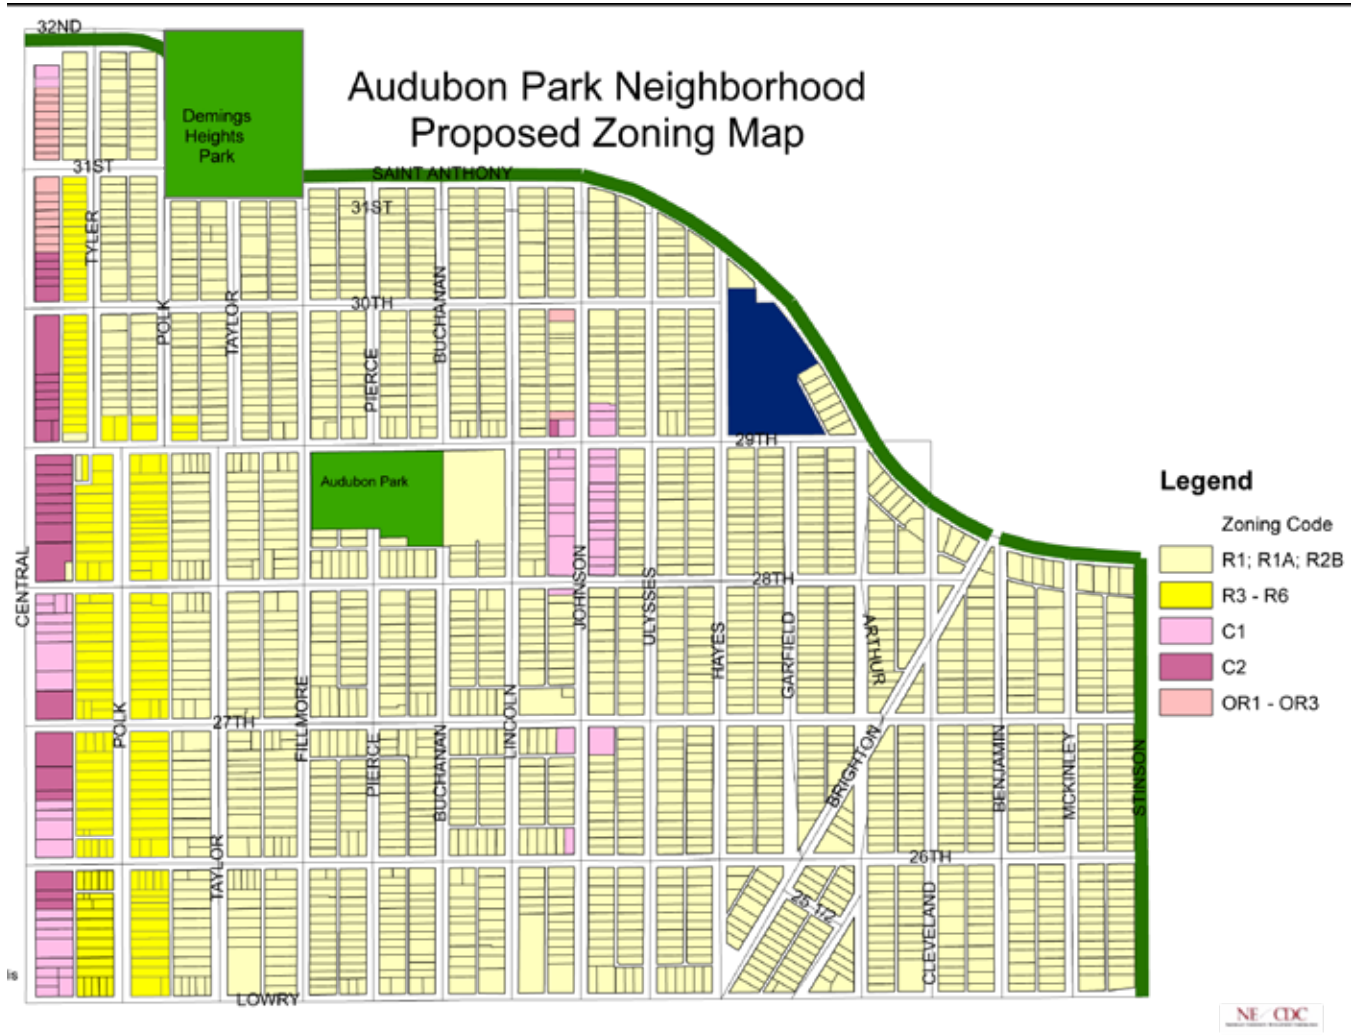 32ND
Audubon Park Neighborhood
Proposed Zoning Map
Demings
Heights
Park
31ST
SAINT ANTHONY
31ST
TYLER
30TH
POLK
TAYLOR
BUCHANAN
PIERCE
29TH
Audubon Park
Legend
Zoning Code
R1; R1A; R2B
R3 - R6
C1
C2
OR1 - OR3
CENTRAL
JOHNSON
28TH
ULYSSES
HAYES
GARFIELD
ARTHUR
POLK
27TH
FILLMORE
PIERCE
BUCHANAN
LINCOLN
BRIGHTON
BENJAMIN
MCKINLEY
STINSON
TAYLOR
26TH
25 1/2
CLEVELAND
LOWRY
lis
NE CDC